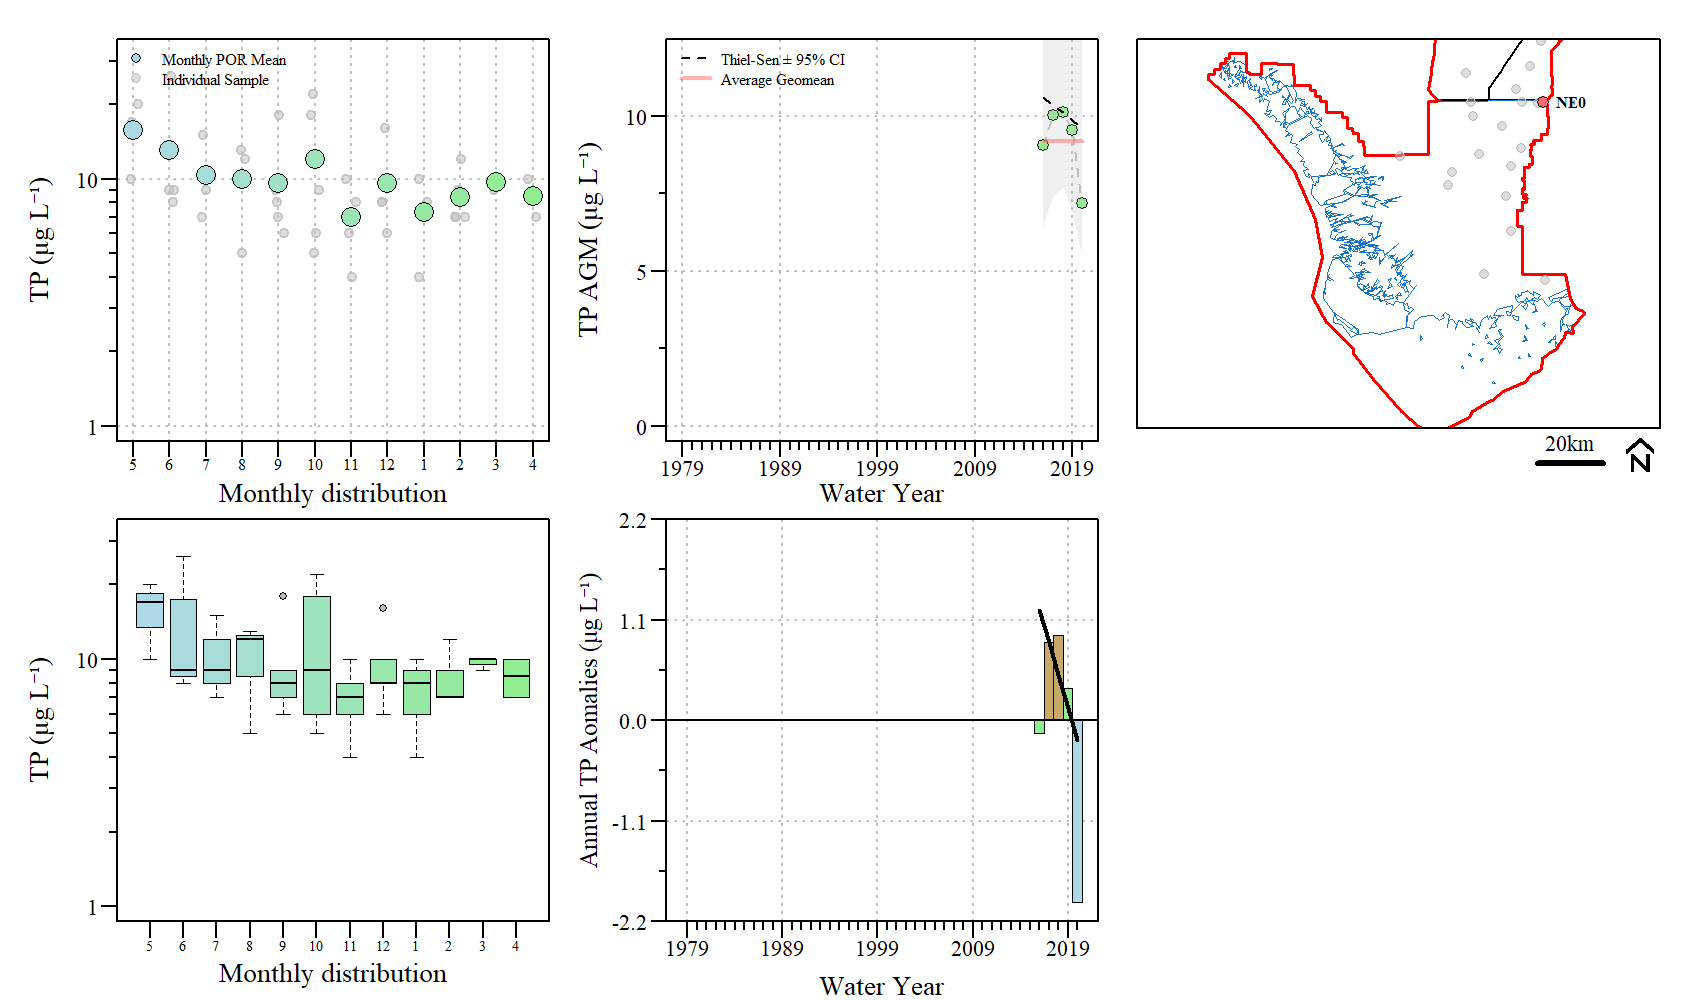 Monthly POR Mean
Individual Sample
TP (µg L⁻¹)
10
1
5 6 7 8 9 10 11 12 1 2 3 4
Monthly distribution
Thiel-Sen ± 95% CI
Average Geomean
TP AGM (µg L⁻¹)
10
5
0
1979 1989 1999 2009 2019
Water Year
NE0
20km
N
TP (µg L⁻¹)
10
1
5 6 7 8 9 10 11 12 1 2 3 4
Monthly distribution
Annual TP Aomalies (µg L⁻¹)
2.2
1.1
0.0
-1.1
-2.2
1979 1989 1999 2009 2019
Water Year